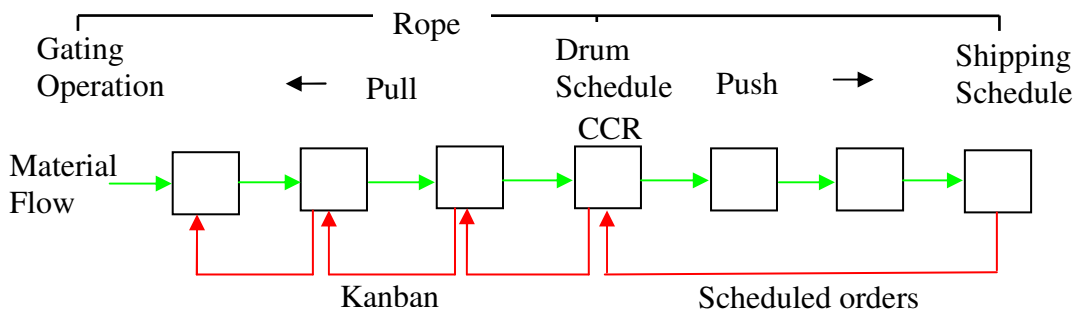 Rope
Gating
Operation
Pull
Drum
Schedule
Push
Shipping
Schedule
CCR
Material
Flow
Kanban
Scheduled orders